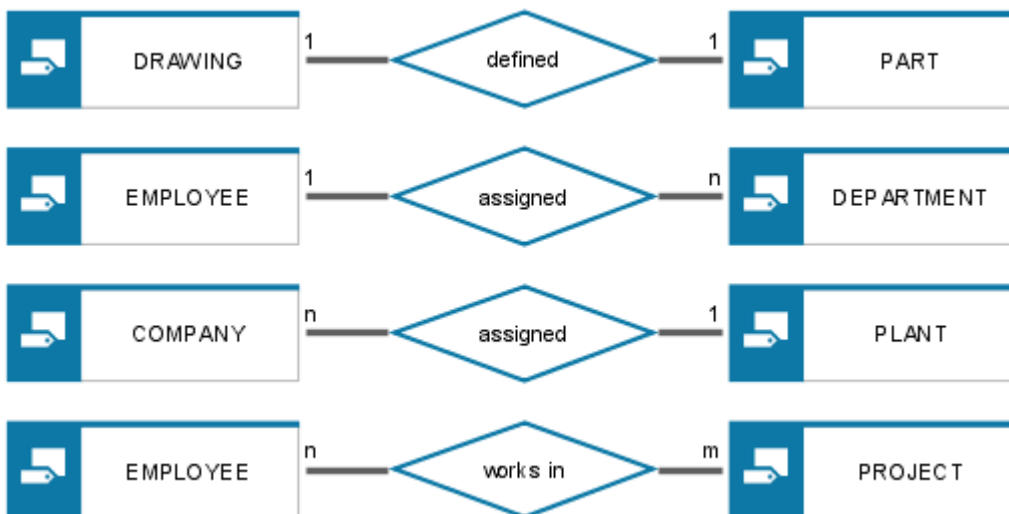 DRAWING 1 defined 1 PART
EMPLOYEE 1 assigned n DEPARTMENT
COMPANY n assigned 1 PLANT
EMPLOYEE n works in m PROJECT